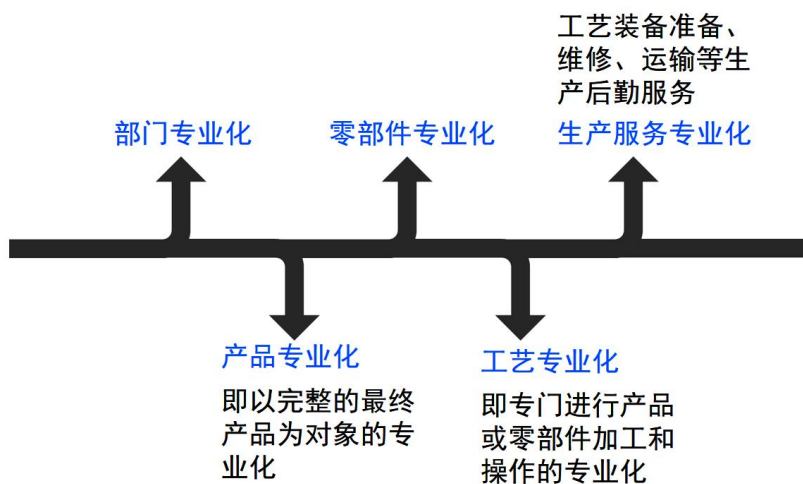 工艺装备准备、
维修、运输等生
产后勤服务
部门专业化
零部件专业化
生产服务专业化
产品专业化
工艺专业化
即以完整的最终
产品为对象的专
业化
即专门进行产品
或零部件加工和
操作的专业化